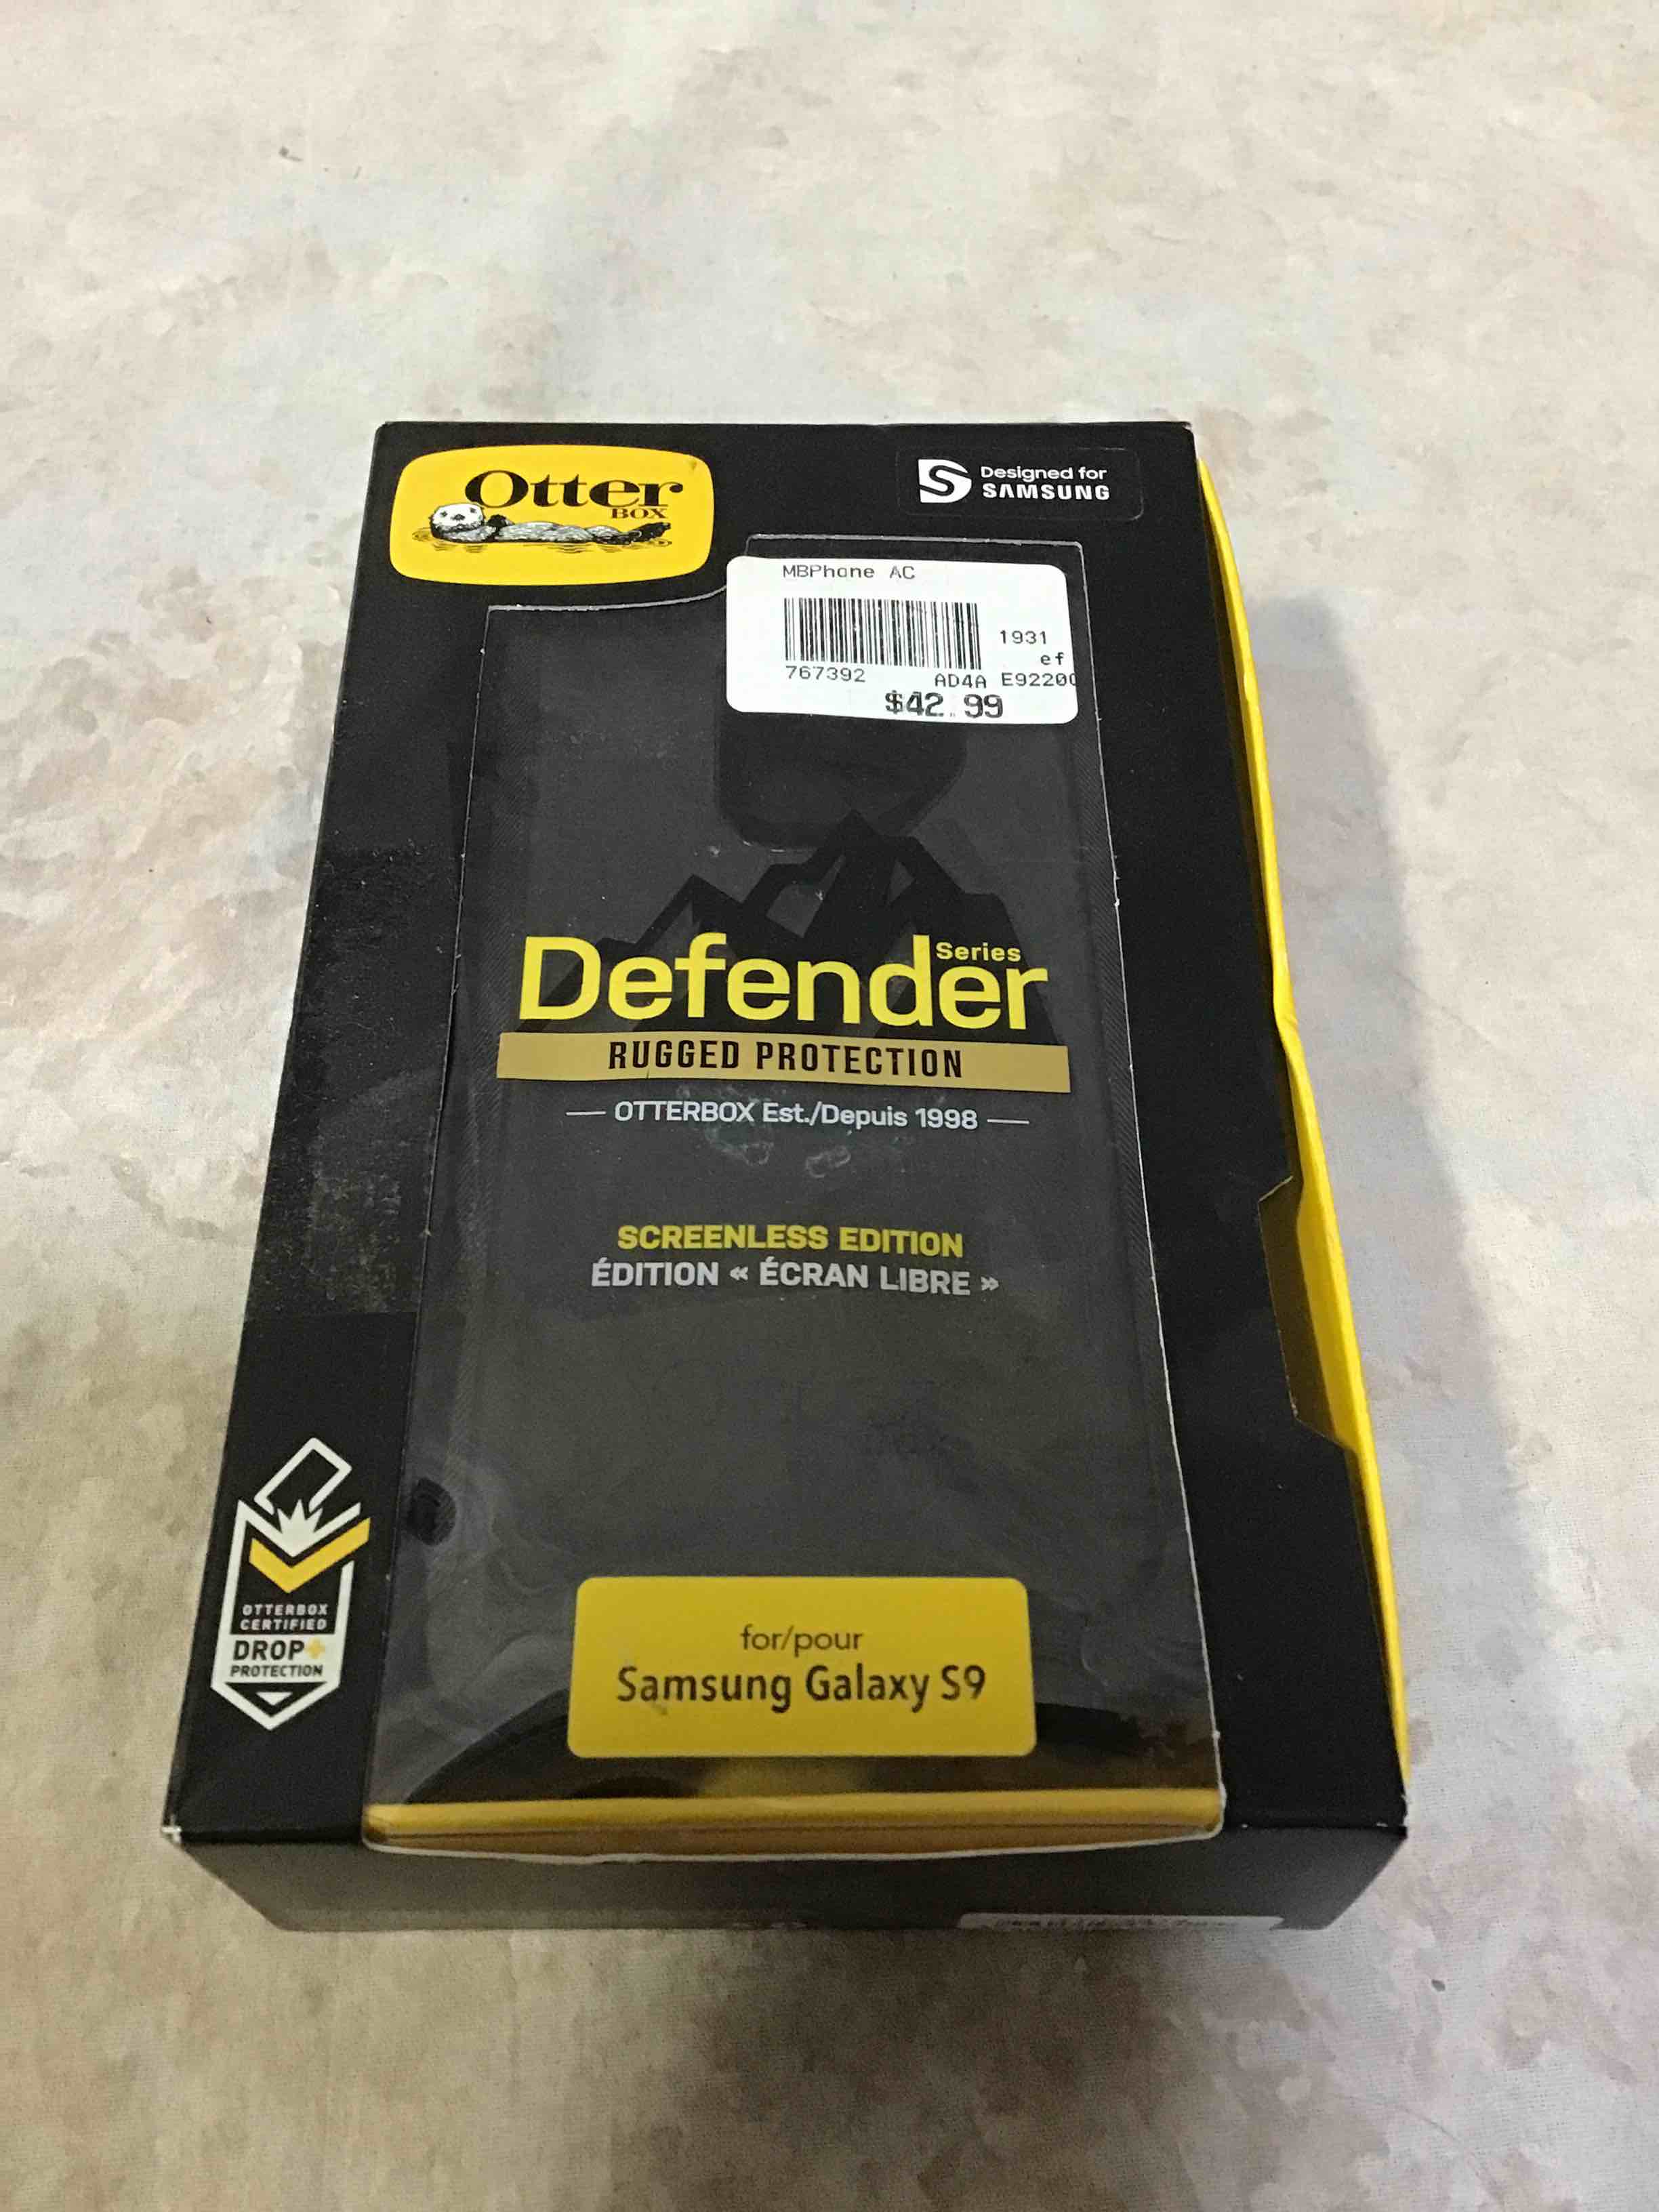 Otter
BOX
Designed for
SAMSUNG
MBPhone AC
1931
ef
767392 AD4A E92200
$42.99
Defender Series
RUGGED PROTECTION
— OTTERBOX Est./Depuis 1998 —
SCREENLESS EDITION
ÉDITION « ÉCRAN LIBRE »
OTTERBOX
CERTIFIED
DROP+
PROTECTION
for/pour
Samsung Galaxy S9